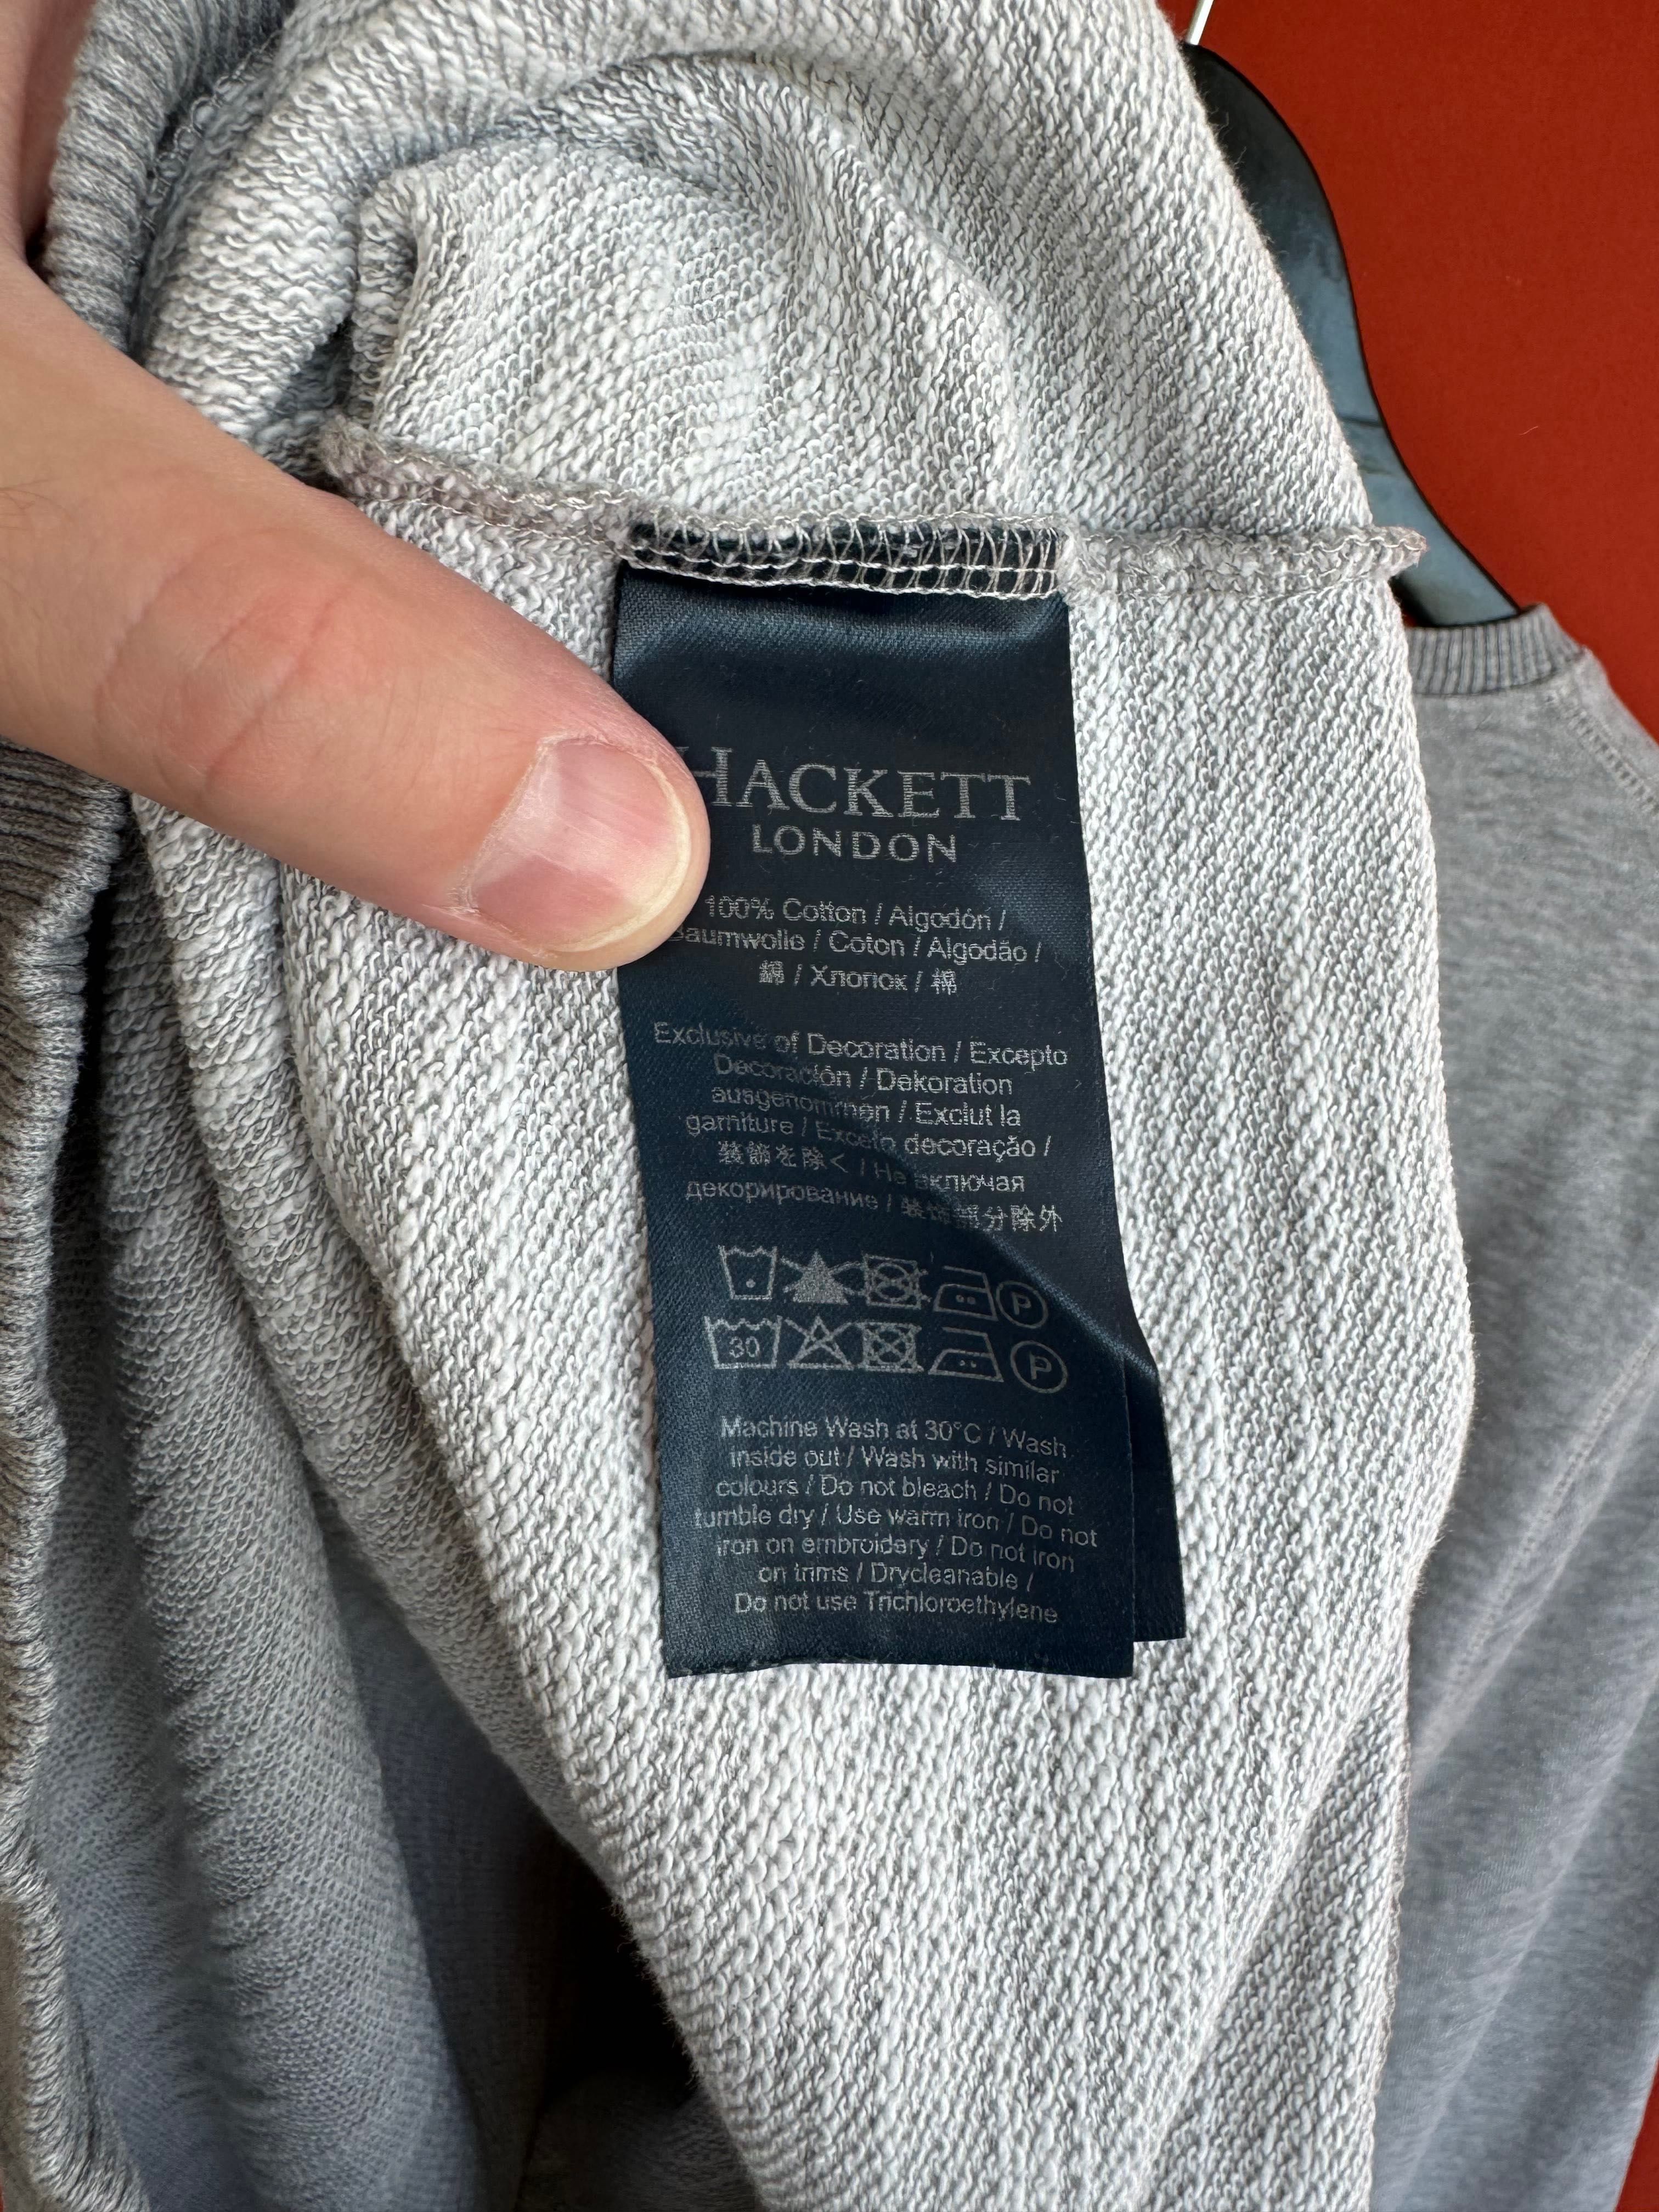 HACKETT
LONDON
100% Cotton / Algodón /
Baumwolle / Coton / Algodão /
綿 / Хлопок / 棉
Exclusive of Decoration / Excepto
Decoración / Dekoration
ausgenommen / Exclut la
garniture / Exceto decoração /
装飾を除く / Не включая
декорирование / 装饰部分除外
P
30
P
Machine Wash at 30°C / Wash
inside out / Wash with similar
colours / Do not bleach / Do not
tumble dry / Use warm iron / Do not
iron on embroidery / Do not iron
on trims / Drycleanable /
Do not use Trichloroethylene